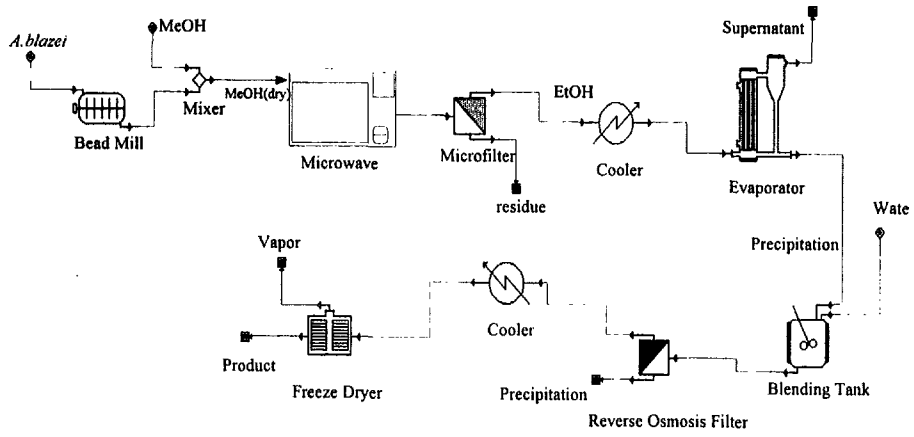 A.blazei
MeOH
Bead Mill
Mixer
MeOH(dry)
Microwave
Microfilter
residue
EtOH
Cooler
Supernatant
Evaporator
Precipitation
Wate
Blending Tank
Reverse Osmosis Filter
Precipitation
Cooler
Vapor
Product
Freeze Dryer